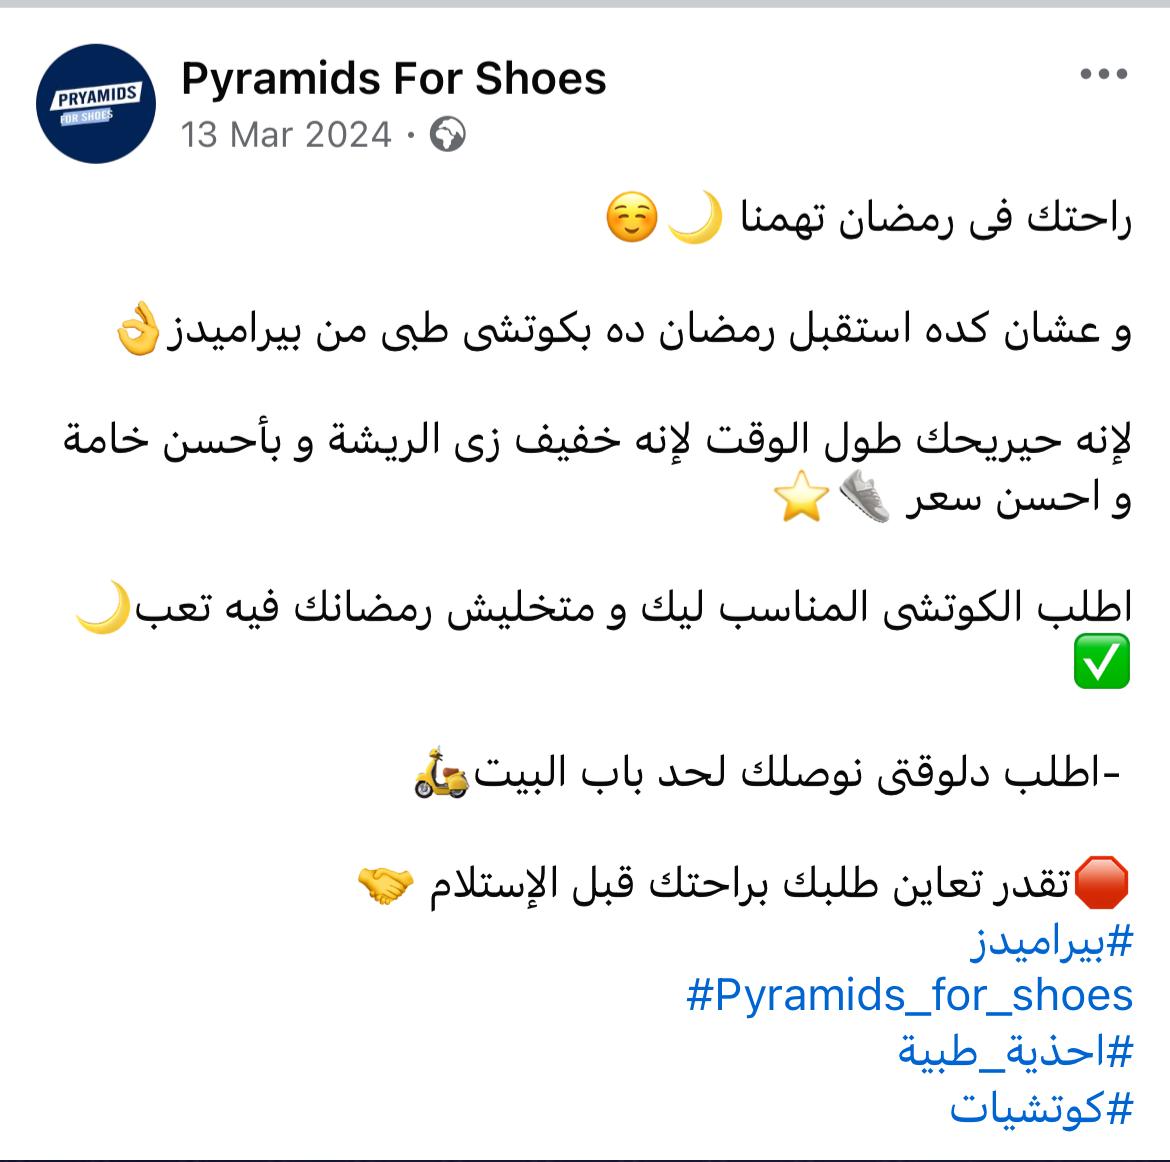 PRYAMIDS
FOR SHOES
Pyramids For Shoes
13 Mar 2024 ·
راحتك فى رمضان تهمنا 🌙☺️
و عشان كده استقبل رمضان ده بكوتشى طبى من بيراميدز👌
لإنه حيريحك طول الوقت لإنه خفيف زى الريشة و بأحسن خامة
و احسن سعر 👟⭐
اطلب الكوتشى المناسب ليك و متخليش رمضانك فيه تعب🌙
✅
-اطلب دلوقتى نوصلك لحد باب البيت🛵
🛑تقدر تعاين طلبك براحتك قبل الإستلام 🤝
#بيراميدز
#Pyramids_for_shoes
#احذية_طبية
#كوتشيات